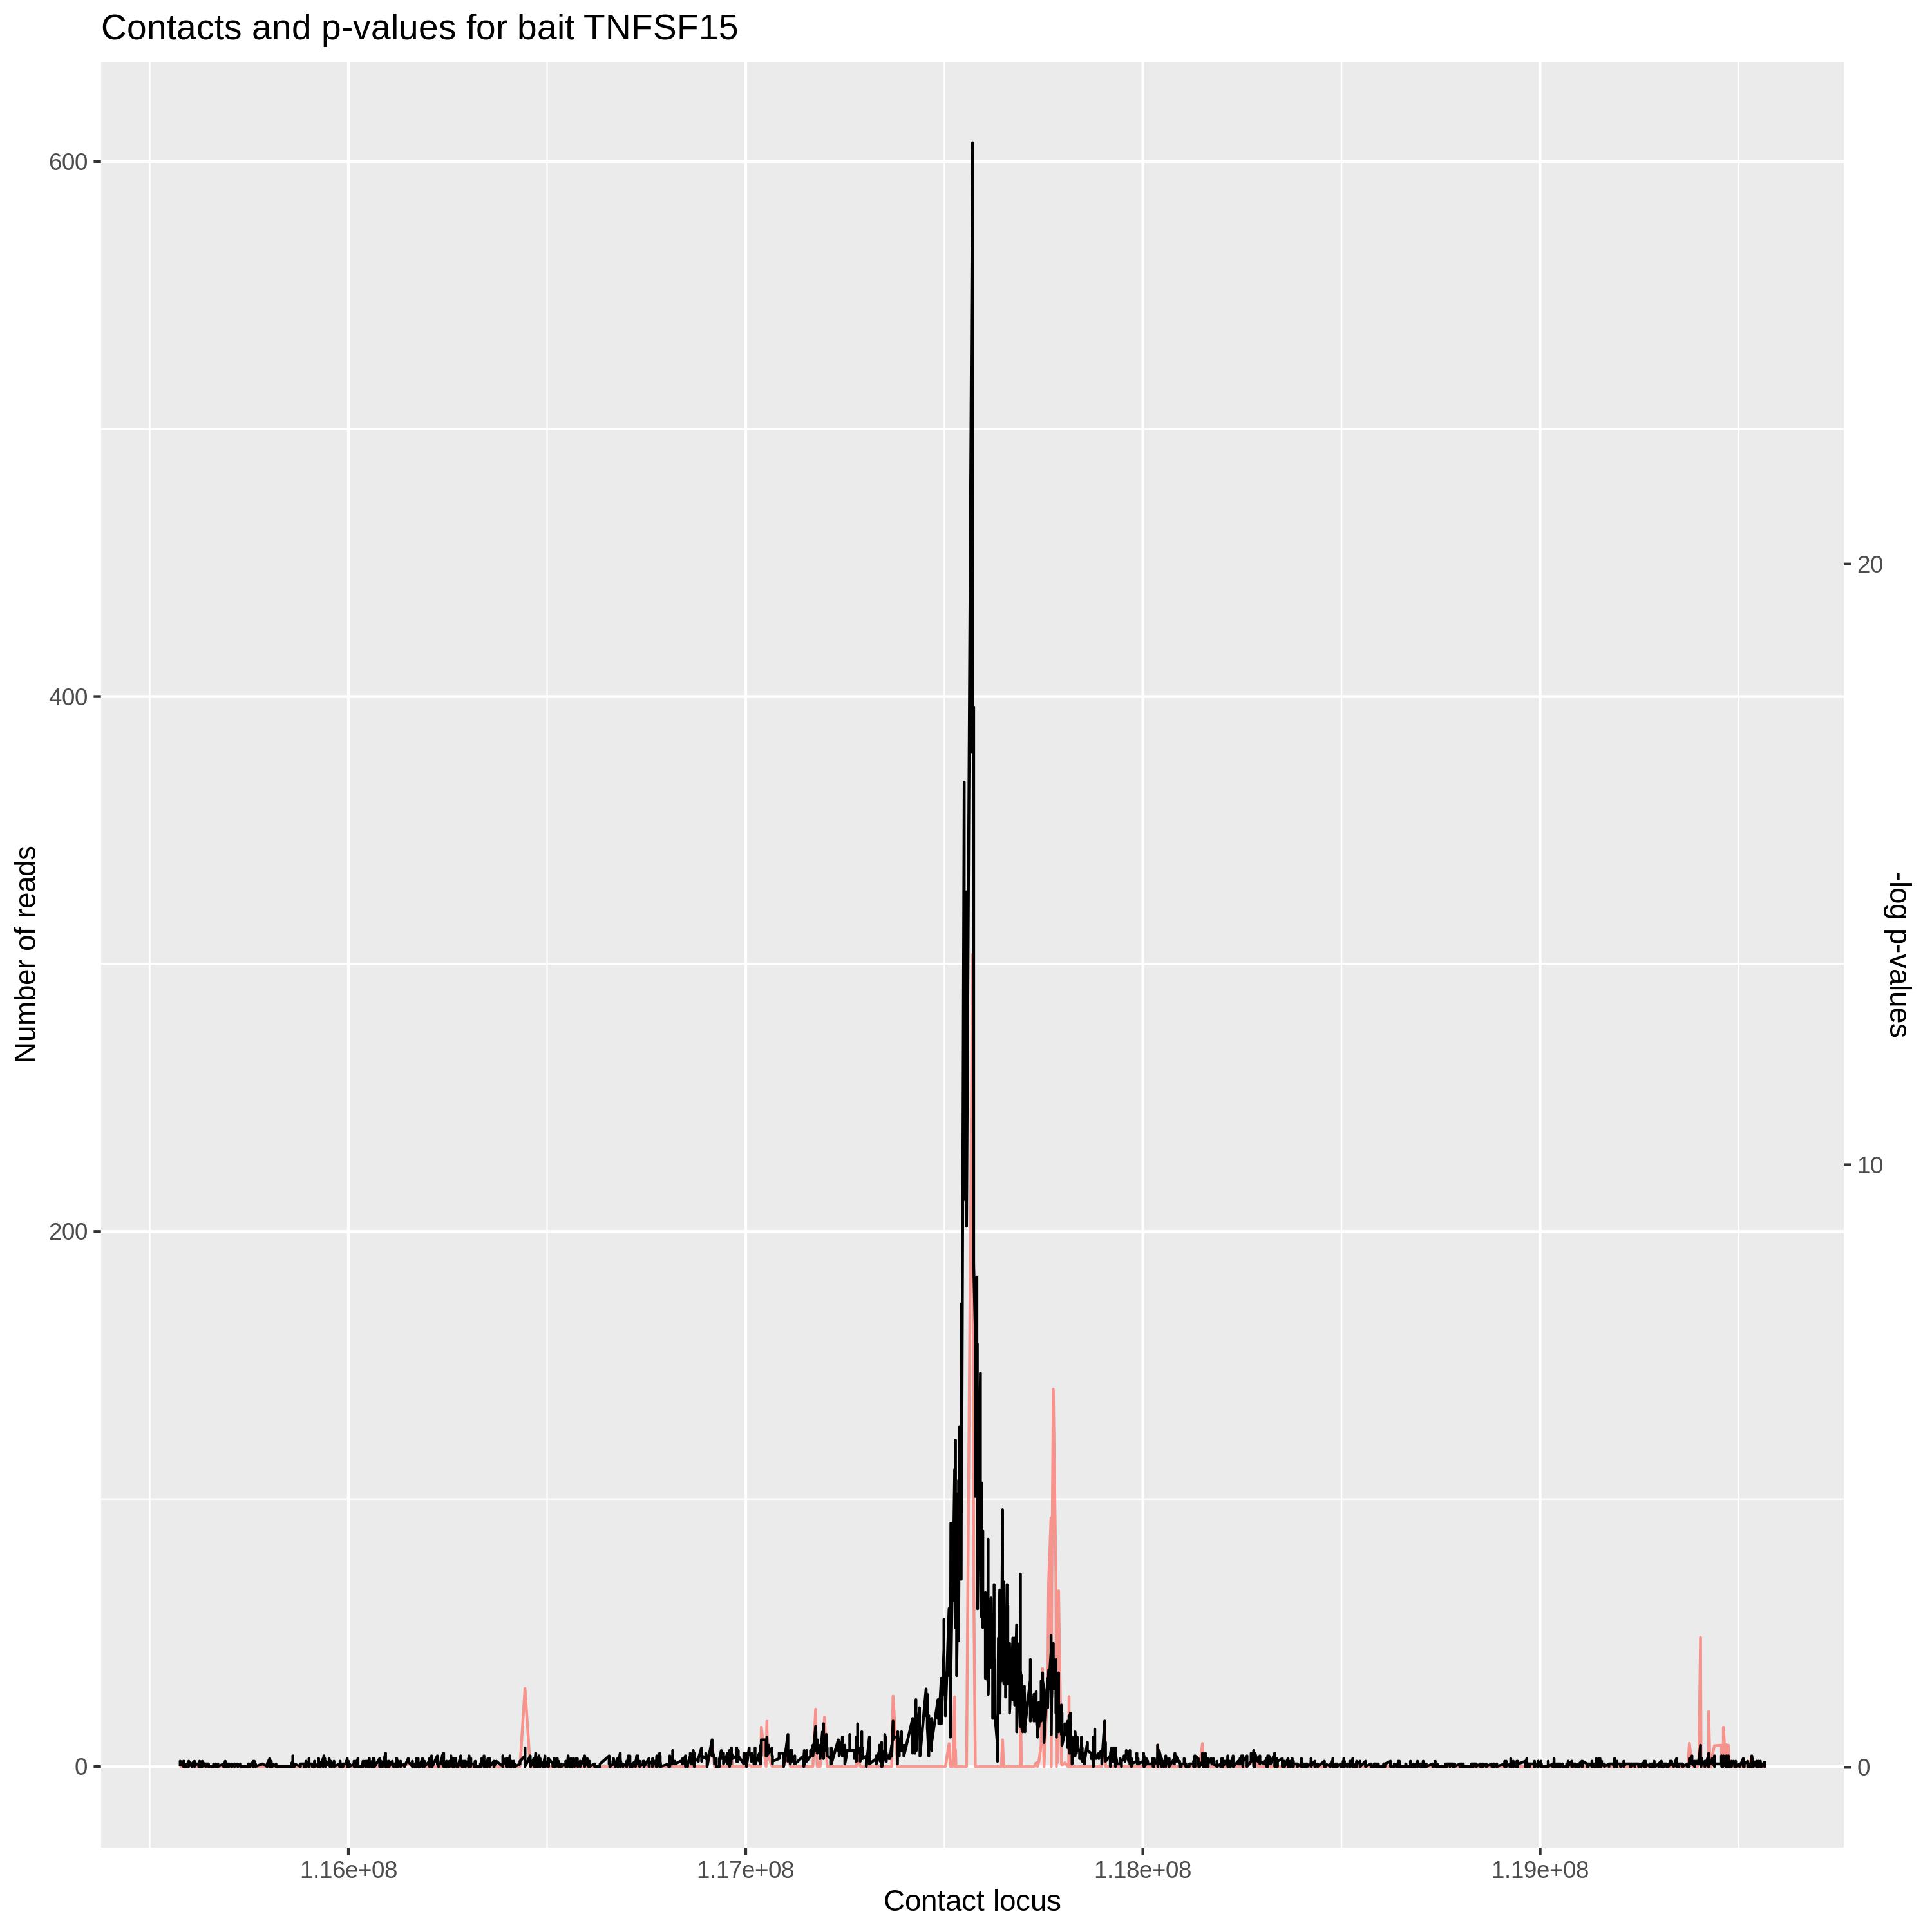 Contacts and p-values for bait TNFSF15
600
400
200
0
Number of reads
20
10
0
-log p-values
1.16e+08
1.17e+08
1.18e+08
1.19e+08
Contact locus